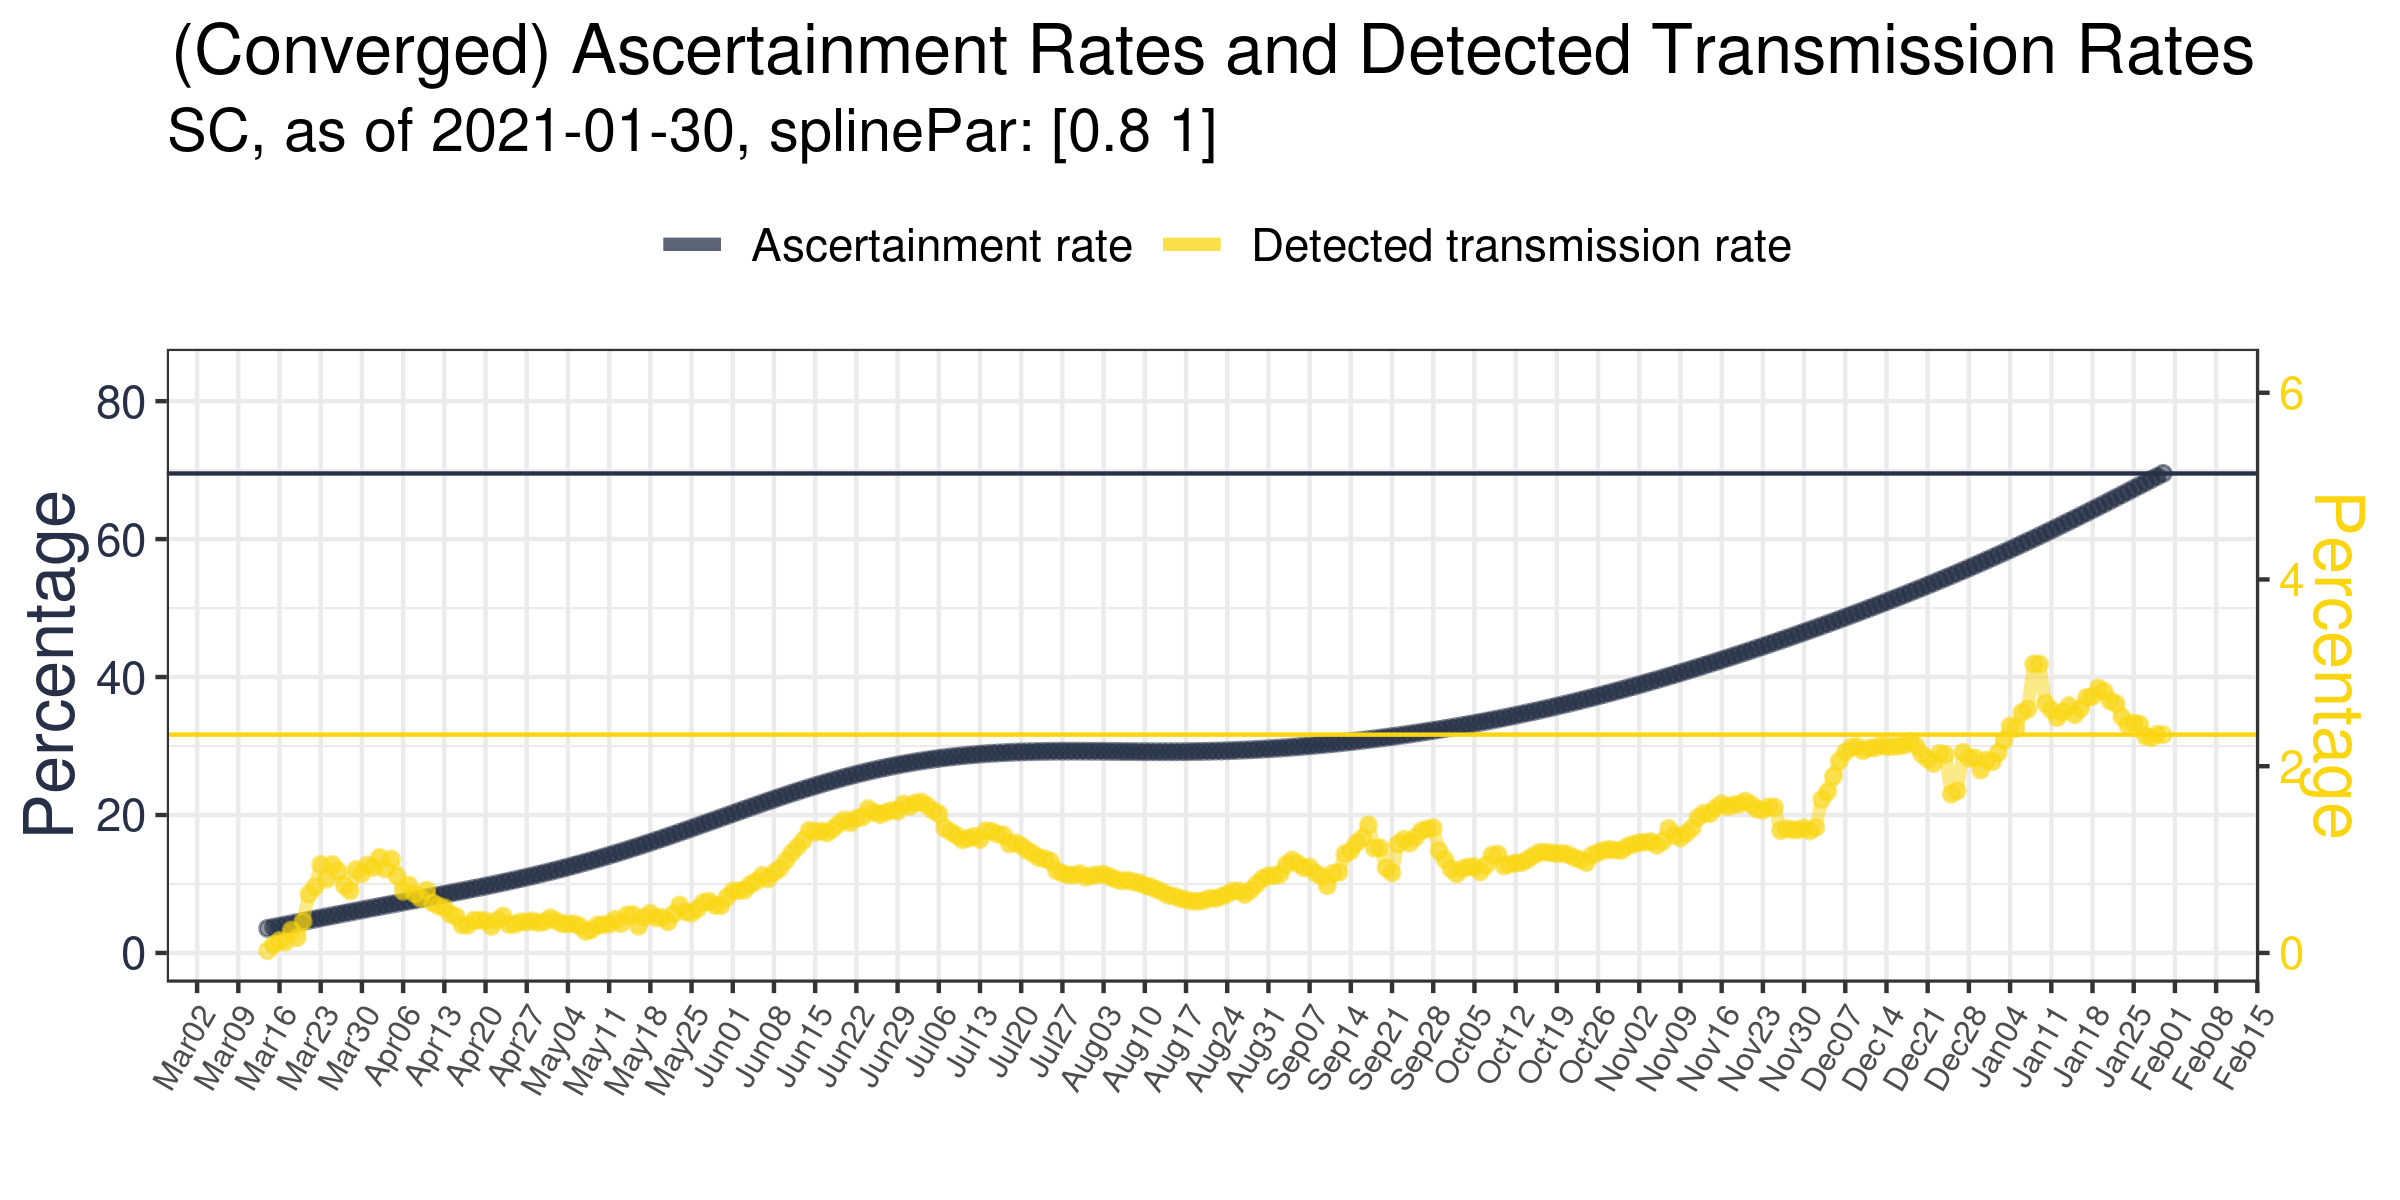 (Converged) Ascertainment Rates and Detected Transmission Rates
SC, as of 2021-01-30, splinePar: [0.8 1]
Ascertainment rate Detected transmission rate
Percentage
80
60
40
20
0
6
4
2
0
Percentage
Mar02 Mar09 Mar16 Mar23 Mar30 Apr06 Apr13 Apr20 Apr27 May04 May11 May18 May25 Jun01 Jun08 Jun15 Jun22 Jun29 Jul06 Jul13 Jul20 Jul27 Aug03 Aug10 Aug17 Aug24 Aug31 Sep07 Sep14 Sep21 Sep28 Oct05 Oct12 Oct19 Oct26 Nov02 Nov09 Nov16 Nov23 Nov30 Dec07 Dec14 Dec21 Dec28 Jan04 Jan11 Jan18 Jan25 Feb01 Feb08 Feb15